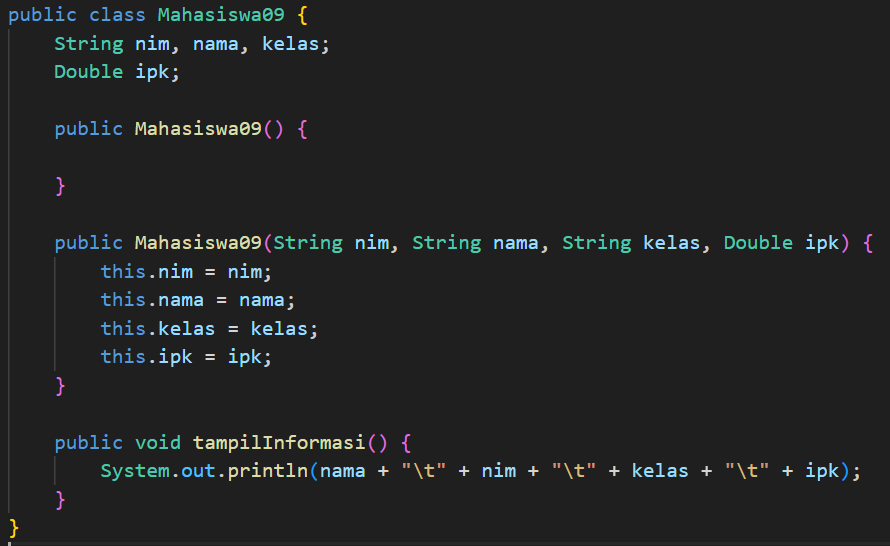 public class Mahasiswa09 {
    String nim, nama, kelas;
    Double ipk;
    public Mahasiswa09() {
    }
    public Mahasiswa09(String nim, String nama, String kelas, Double ipk) {
        this.nim = nim;
        this.nama = nama;
        this.kelas = kelas;
        this.ipk = ipk;
    }
    public void tampilInformasi() {
        System.out.println(nama + "\t" + nim + "\t" + kelas + "\t" + ipk);
    }
}